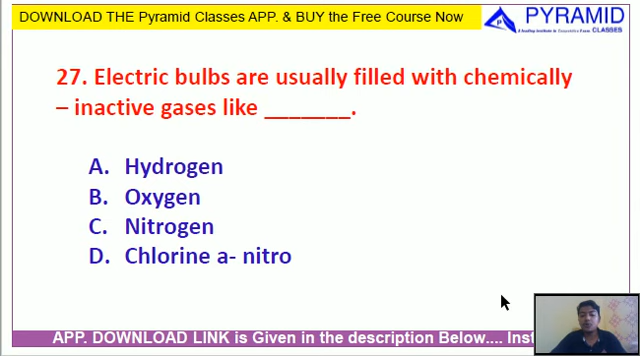 DOWNLOAD THE Pyramid Classes APP. & BUY the Free Course Now
PYRAMID
CLASSES
27. Electric bulbs are usually filled with chemically
– inactive gases like _______.
A. Hydrogen
B. Oxygen
C. Nitrogen
D. Chlorine a- nitro
APP. DOWNLOAD LINK is Given in the description Below.... Inst